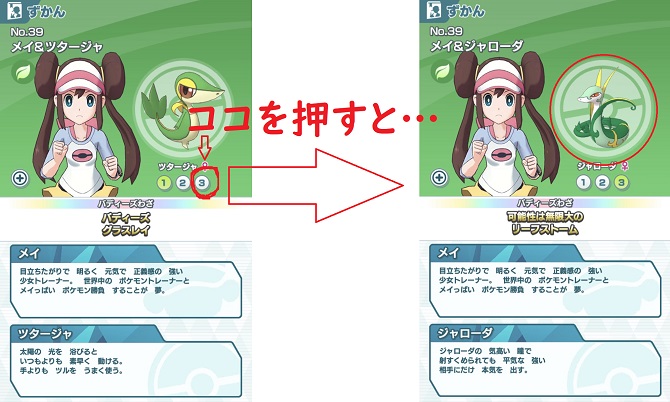 ずかん
No.39
メイ&ツタージャ
ココを押すと…
ツタージャ ♀
1 2 3
バディーズわざ
バディーズ
グラスレイ
メイ
目立ちたがりで 明るく 元気で 正義感の 強い
少女トレーナー。 世界中の ポケモントレーナーと
メイっぱい ポケモン勝負 することが 夢。
ツタージャ
太陽の 光を 浴びると
いつもよりも 素早く 動ける。
手よりも ツルを うまく使う。
ずかん
No.39
メイ&ジャローダ
ジャローダ ♀
1 2 3
バディーズわざ
可能性は無限大の
リーフストーム
メイ
目立ちたがりで 明るく 元気で 正義感の 強い
少女トレーナー。 世界中の ポケモントレーナーと
メイっぱい ポケモン勝負 することが 夢。
ジャローダ
ジャローダの 気高い 瞳で
射すくめられても 平気な 強い
相手にだけ 本気を 出す。